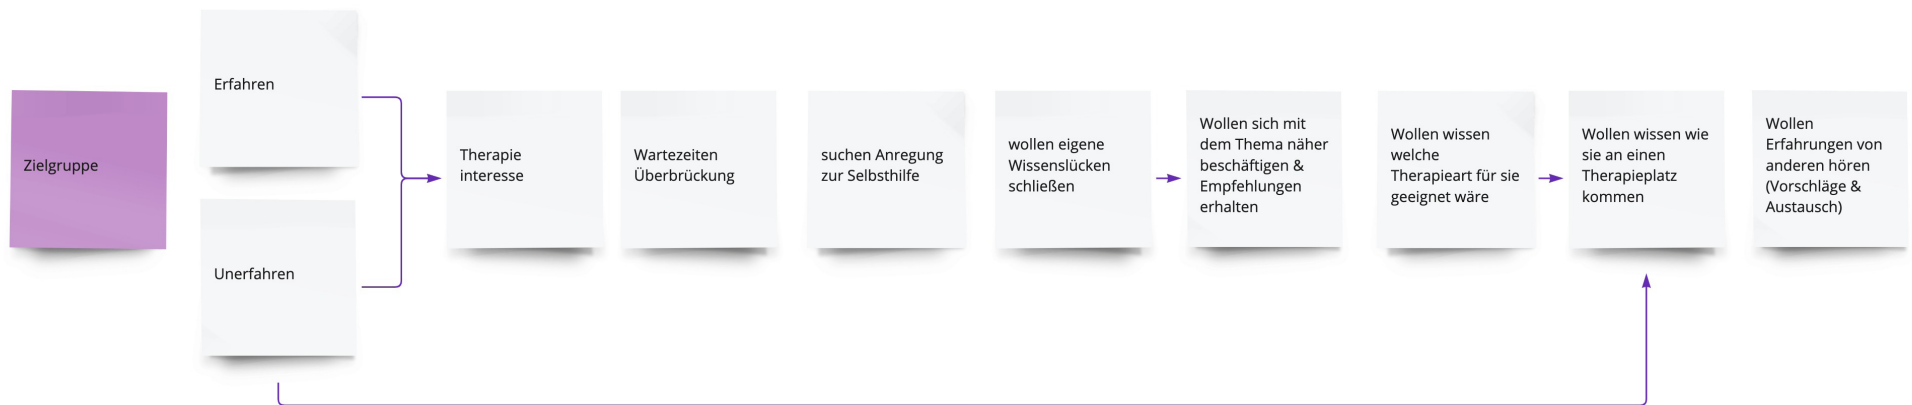 Zielgruppe
Erfahren
Unerfahren
Therapie
interesse
Wartezeiten
Überbrückung
suchen Anregung
zur Selbsthilfe
wollen eigene
Wissenslücken
schließen
Wollen sich mit
dem Thema näher
beschäftigen &
Empfehlungen
erhalten
Wollen wissen
welche
Therapieart für sie
geeignet wäre
Wollen wissen wie
sie an einen
Therapieplatz
kommen
Wollen
Erfahrungen von
anderen hören
(Vorschläge &
Austausch)